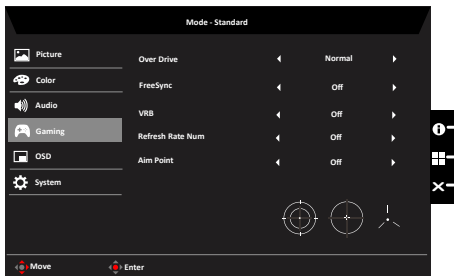 Mode - Standard
Picture
Color
Audio
Gaming
OSD
System
Over Drive Normal
FreeSync Off
VRB Off
Refresh Rate Num Off
Aim Point Off
Move Enter